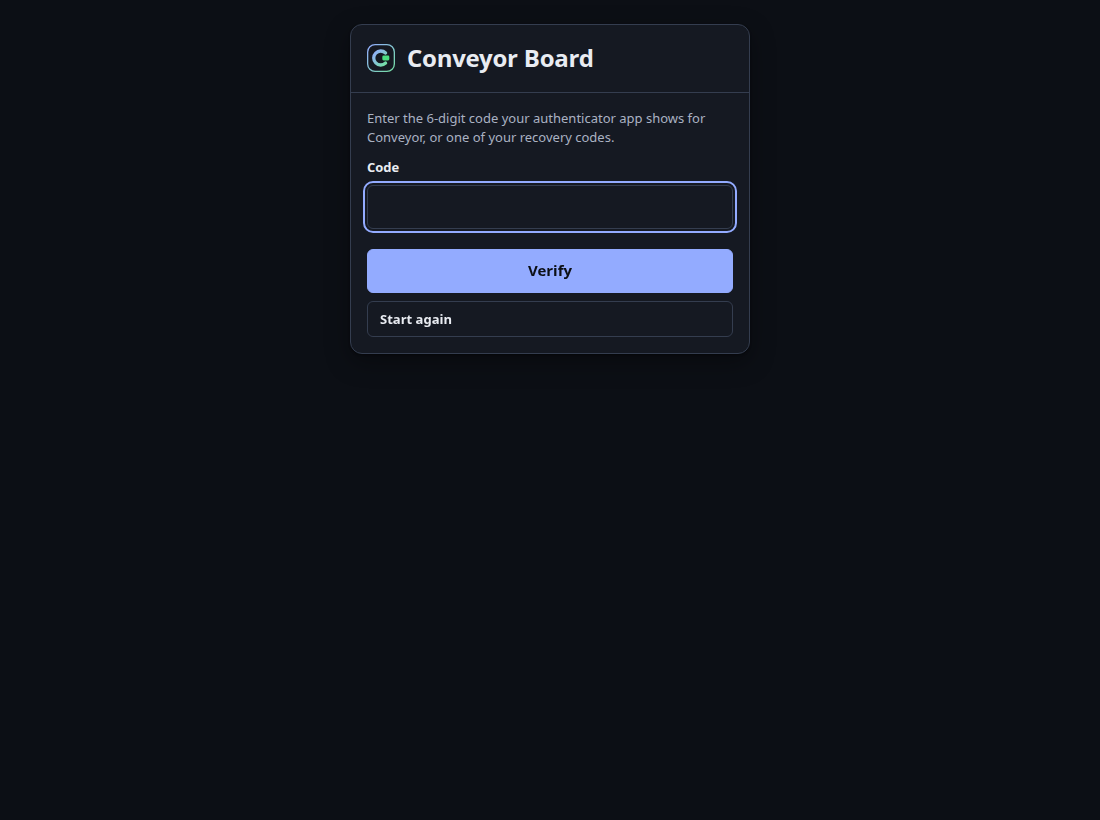 Conveyor Board
Enter the 6-digit code your authenticator app shows for
Conveyor, or one of your recovery codes.
Code
Verify
Start again